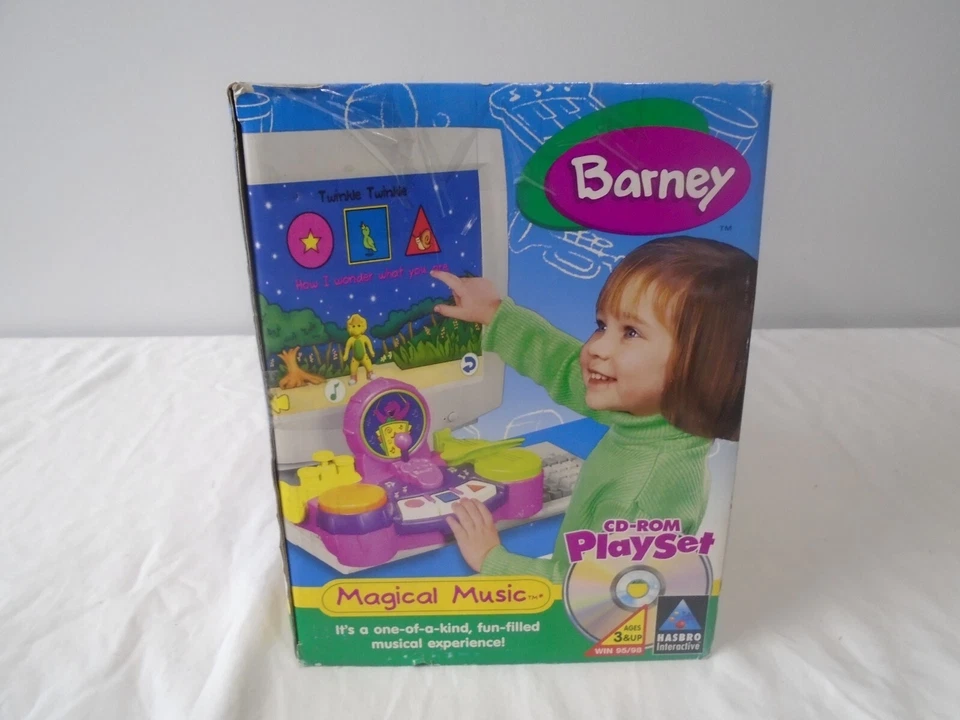 Barney
TM
Twinkle Twinkle
How I wonder what you are
CD-ROM
PlaySet
Magical Music™*
It's a one-of-a-kind, fun-filled
musical experience!
AGES
3 & UP
WIN 95/98
HASBRO
Interactive